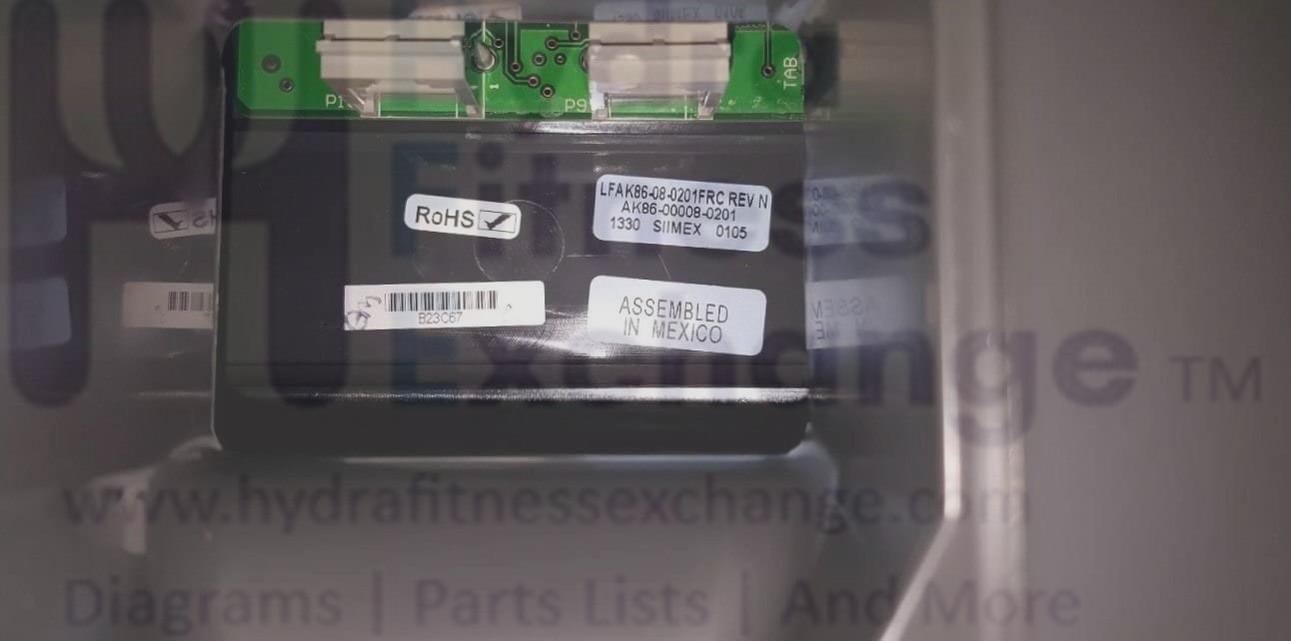 P1
P9
1
TAB
LFAK86-08-0201FRC REV N
AK86-00008-0201
1330 SIIMEX 0105
RoHS
B23C67
ASSEMBLED
IN MEXICO
Fitness
Exchange TM
www.hydrafitnessexchange.com
Diagrams | Parts Lists | And More